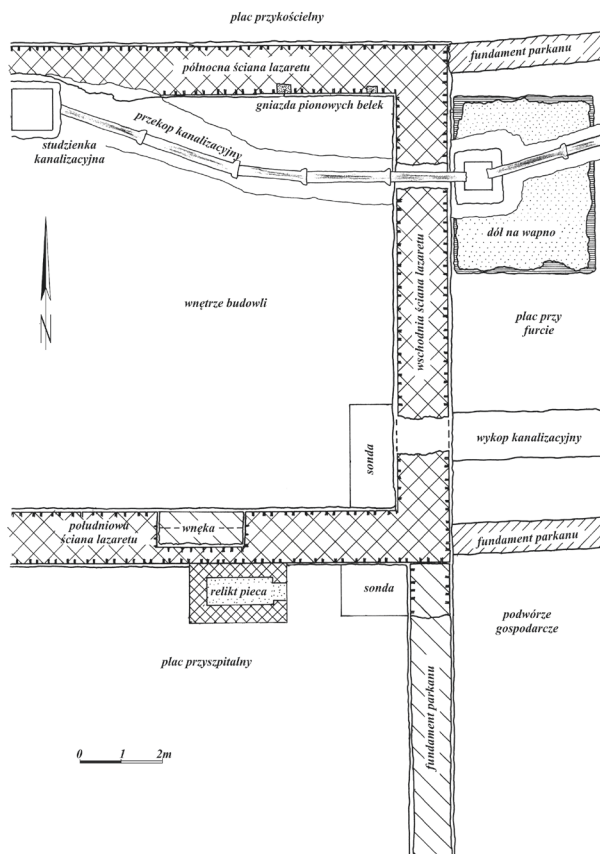 plac przykościelny
fundament parkanu
północna ściana lazaretu
gniazda pionowych belek
przekop kanalizacyjny
studzienka
kanalizacyjna
dół na wapno
wschodnia ściana lazaretu
N
wnętrze budowli
plac przy
furcie
sonda
wykop kanalizacyjny
południowa
ściana lazaretu
wnęka
fundament parkanu
relikt pieca
sonda
podwórze
gospodarcze
plac przyszpitalny
fundament parkanu
0 1 2m